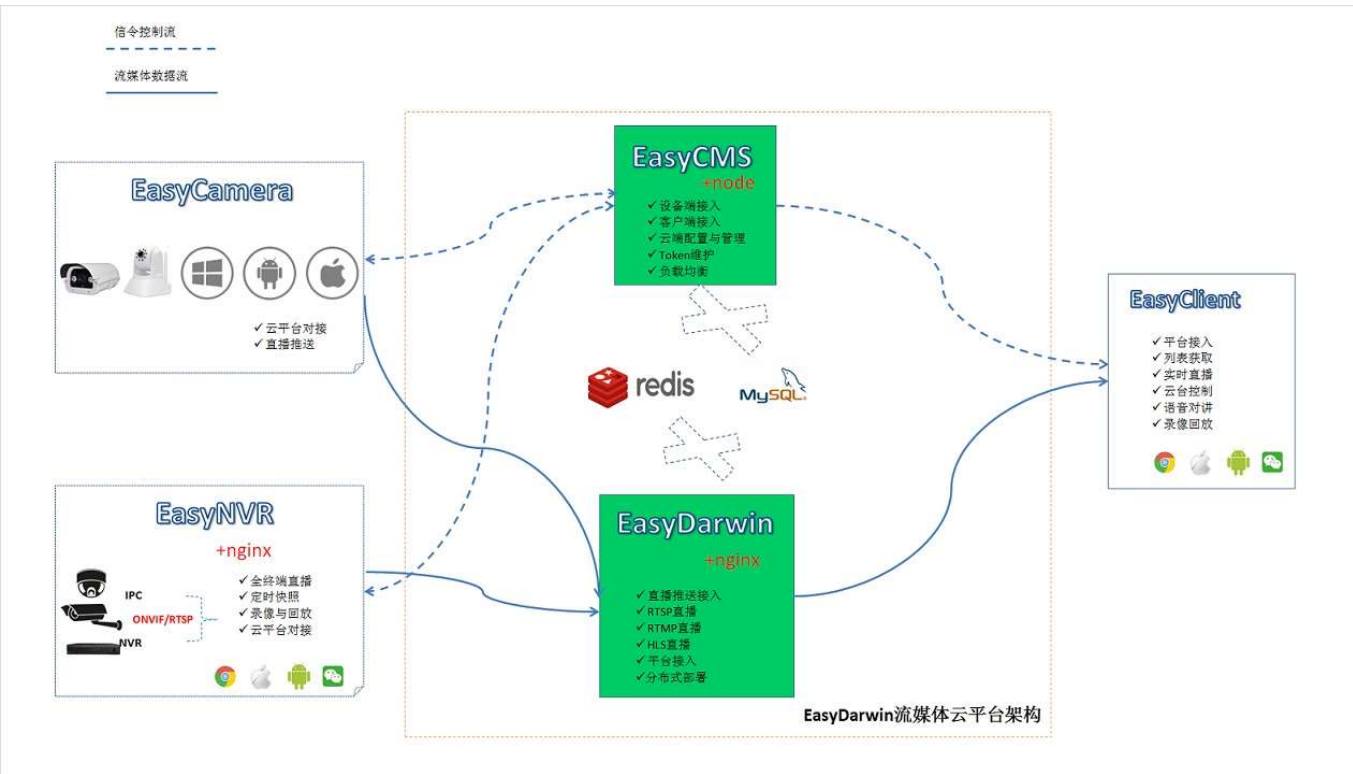 信令控制流
流媒体数据流
EasyCamera
云平台对接
直播推送
EasyNVR
+nginx
IPC
ONVIF/RTSP
NVR
全终端直播
定时快照
录像与回放
云平台对接
EasyCMS
+node
设备端接入
客户端接入
云端配置与管理
Token维护
负载均衡
redis
MySQL
EasyDarwin
+nginx
直播推送接入
RTSP直播
RTMP直播
HLS直播
平台接入
分布式部署
EasyDarwin流媒体云平台架构
EasyClient
平台接入
列表获取
实时直播
云台控制
语音对讲
录像回放